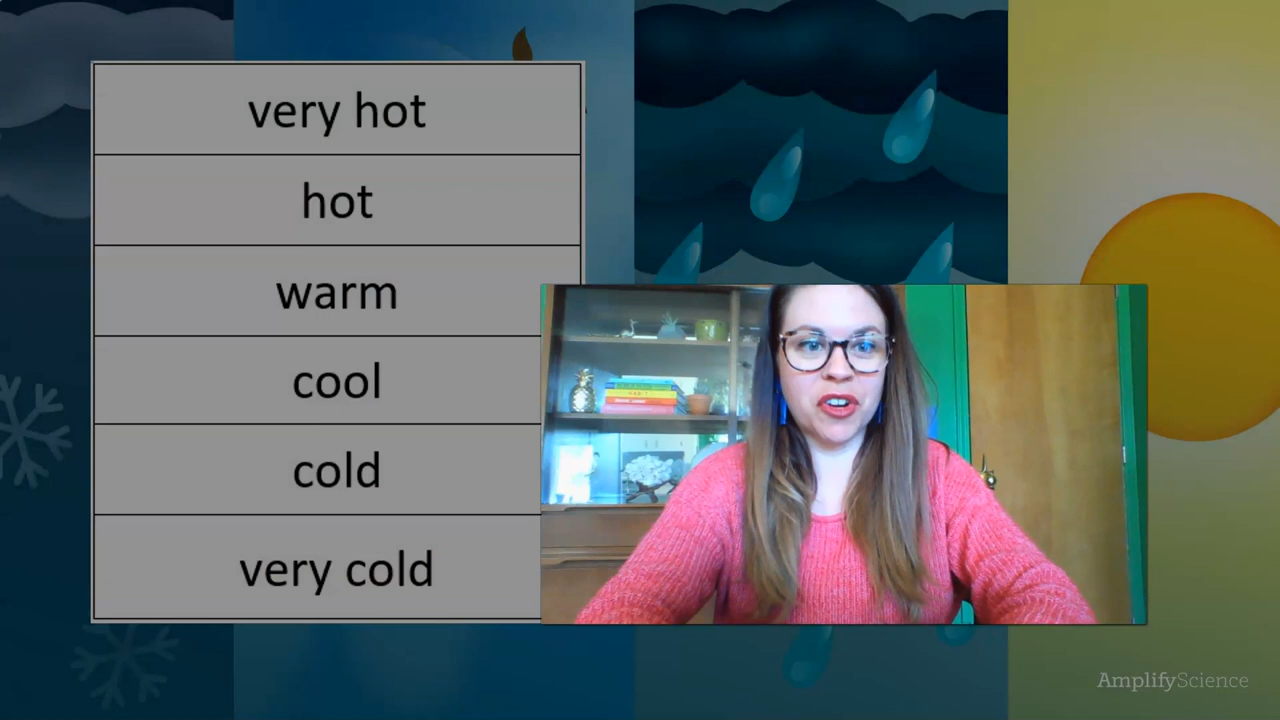 very hot
hot
warm
cool
cold
very cold
AmplifyScience